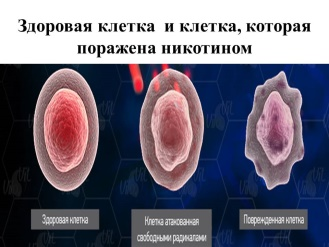 Здоровая клетка и клетка, которая
поражена никотином
Здоровая клетка
Клетка атакованная
свободными радикалами
Поврежденная клетка